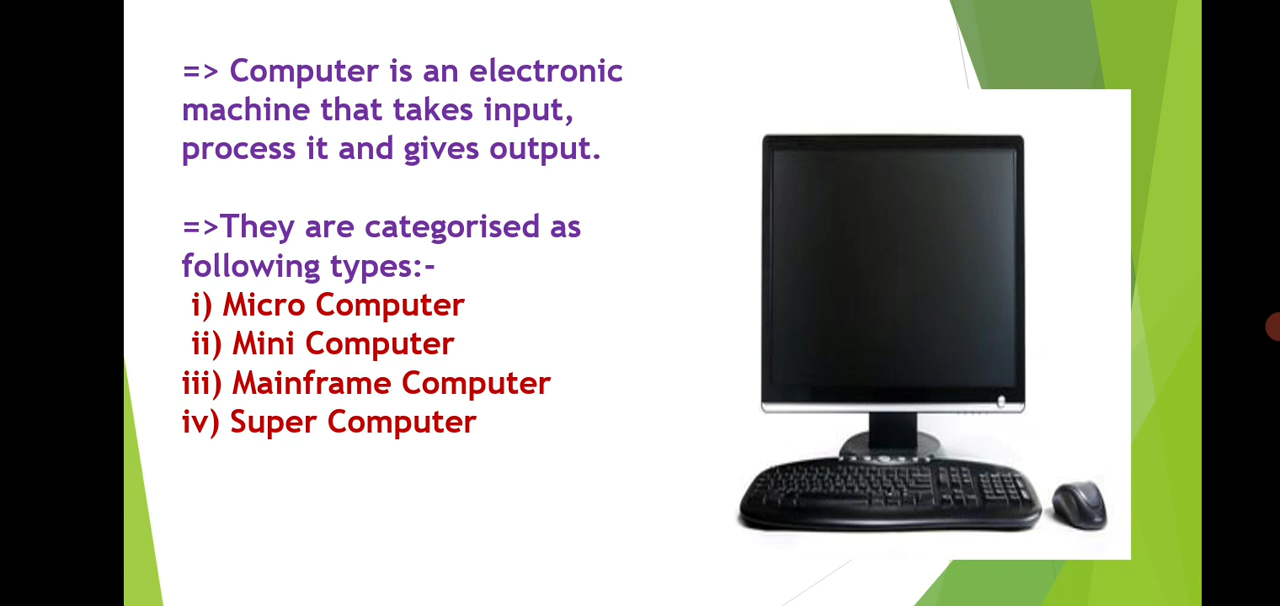 => Computer is an electronic
machine that takes input,
process it and gives output.
=>They are categorised as
following types:-
i) Micro Computer
ii) Mini Computer
iii) Mainframe Computer
iv) Super Computer